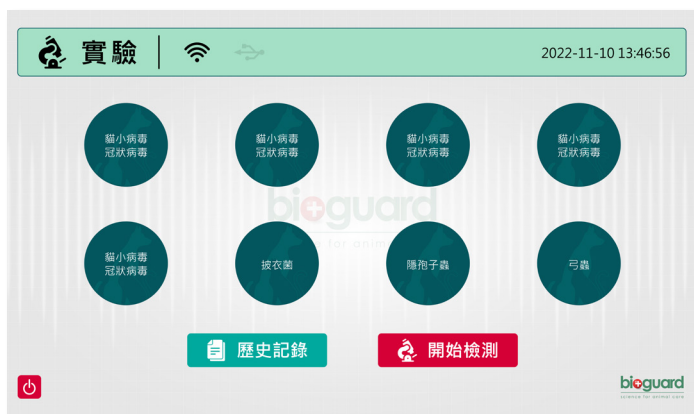 實驗
2022-11-10 13:46:56
貓小病毒
冠狀病毒
貓小病毒
冠狀病毒
貓小病毒
冠狀病毒
貓小病毒
冠狀病毒
貓小病毒
冠狀病毒
披衣菌
隱孢子蟲
弓蟲
bioguard
for anim
歷史記錄
開始檢測
bioguard
science for animal care